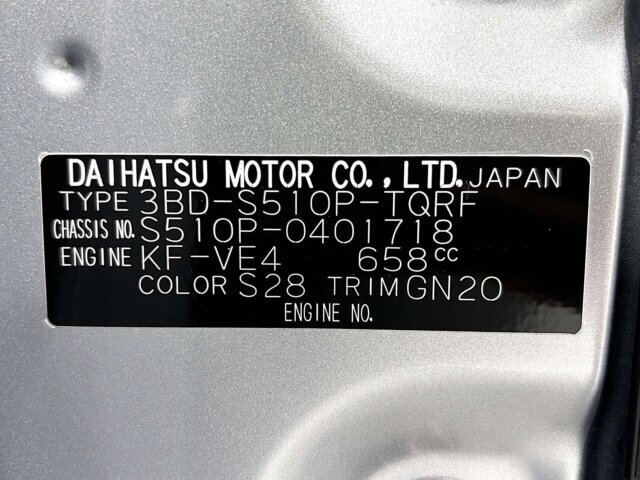 DAIHATSU MOTOR CO.,LTD. JAPAN
TYPE 3BD-S510P-TQRF
CHASSIS NO. S510P-0401718
ENGINE KF-VE4 658cc
COLOR S28 TRIM GN20
ENGINE NO.